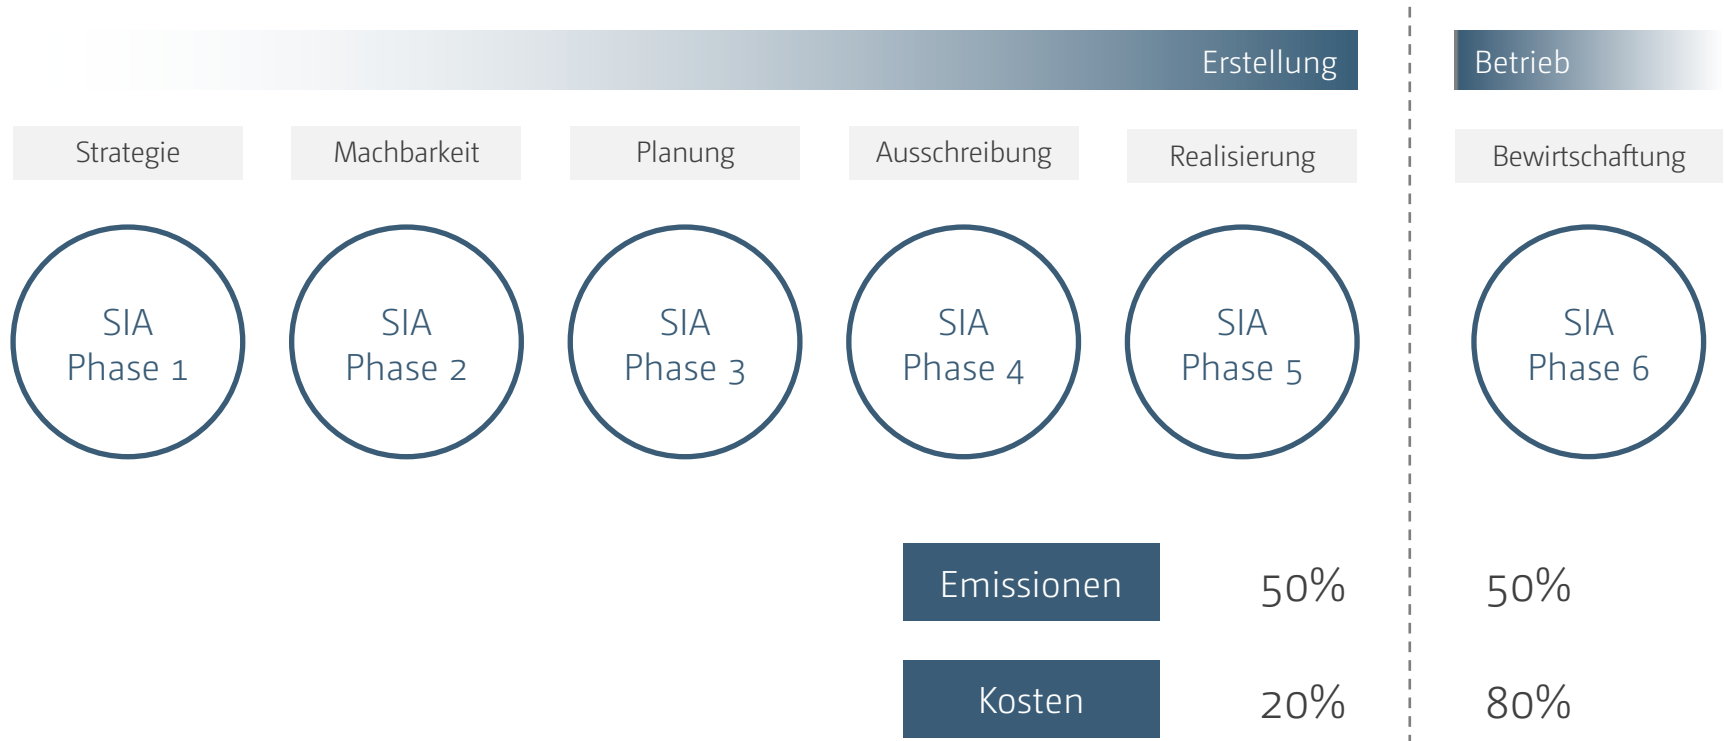 Erstellung
Betrieb
Strategie
Machbarkeit
Planung
Ausschreibung
Realisierung
Bewirtschaftung
SIA
Phase 1
SIA
Phase 2
SIA
Phase 3
SIA
Phase 4
SIA
Phase 5
SIA
Phase 6
Emissionen 50% 50%
Kosten 20% 80%